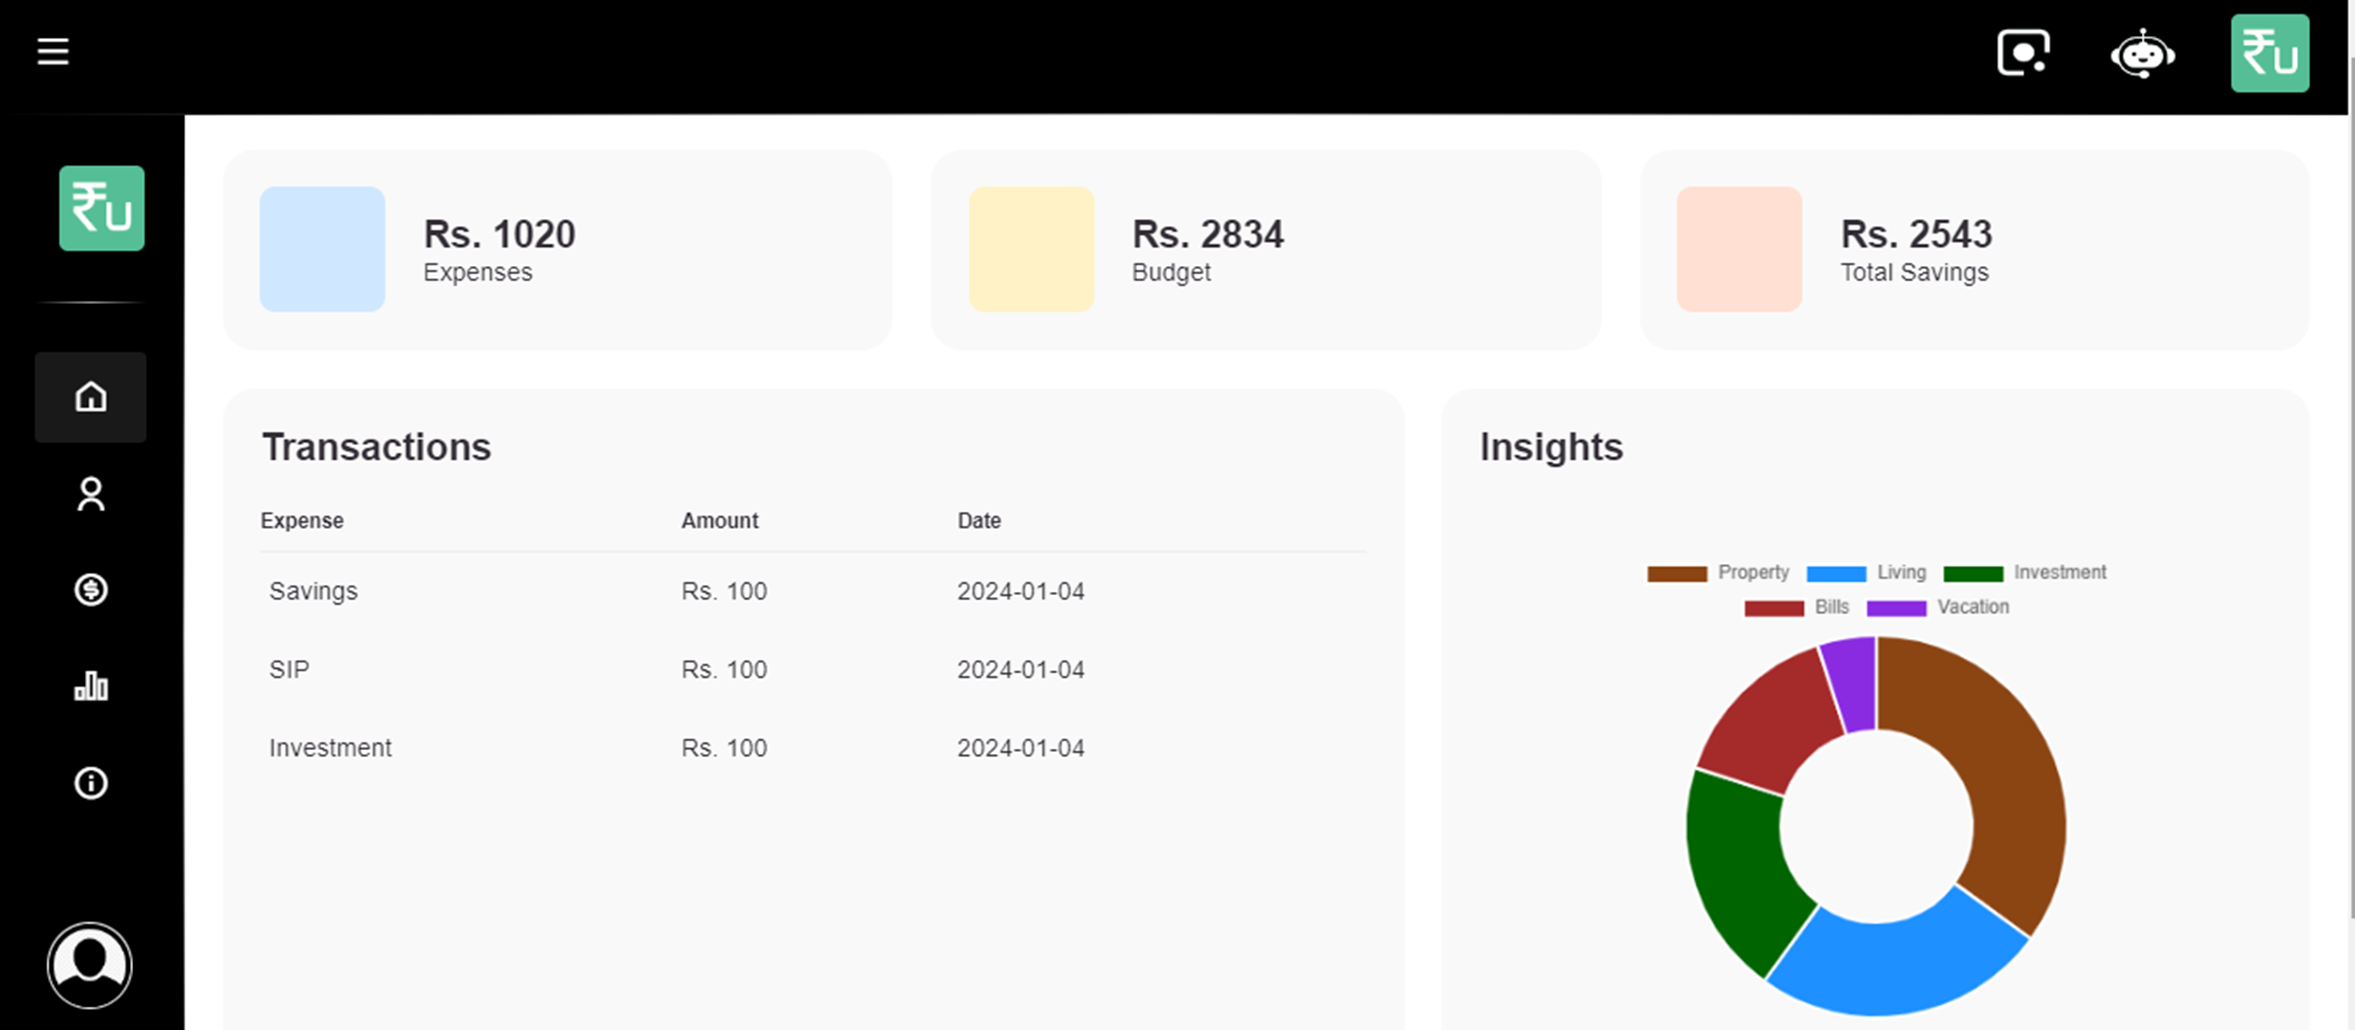 ₹U
₹U
Rs. 1020
Expenses
Rs. 2834
Budget
Rs. 2543
Total Savings
Transactions
Expense Amount Date
Savings Rs. 100 2024-01-04
SIP Rs. 100 2024-01-04
Investment Rs. 100 2024-01-04
Insights
Property Living Investment
Bills Vacation